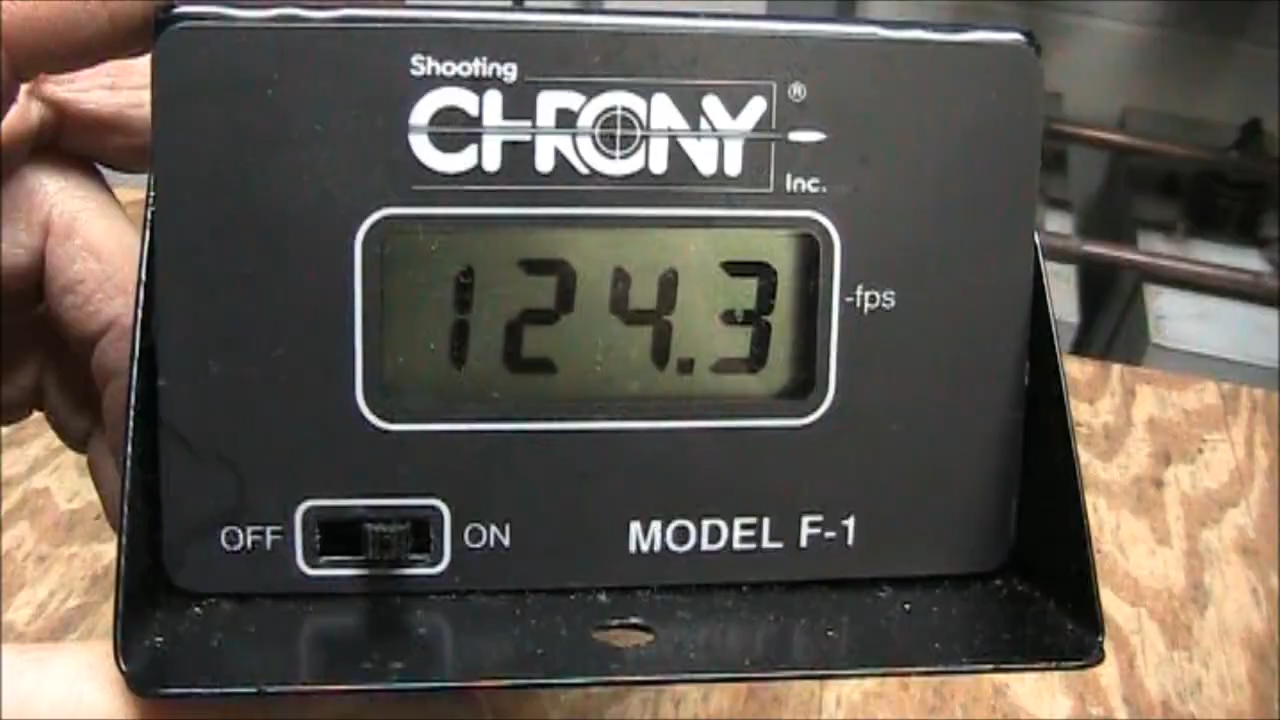 Shooting
CHRONY ®
Inc.
124.3
-fps
OFF ON
MODEL F-1